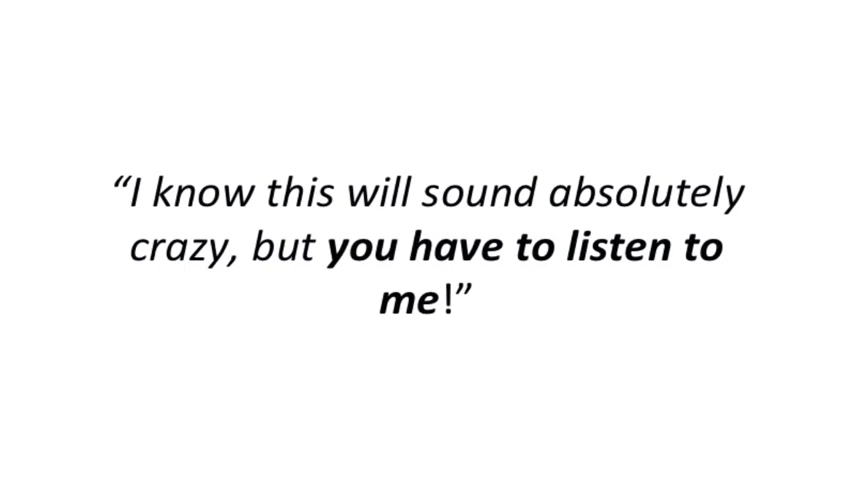 “I know this will sound absolutely
crazy, but you have to listen to
me!”